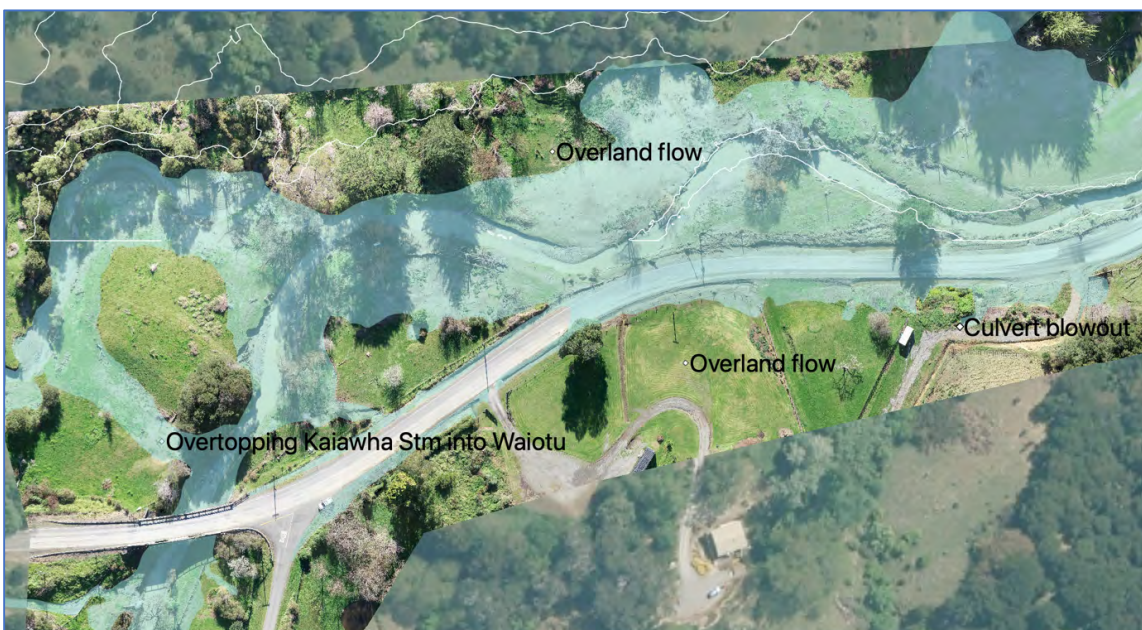 Overland flow
Culvert blowout
Overland flow
Overtopping Kaiawha Stm into Waiotu